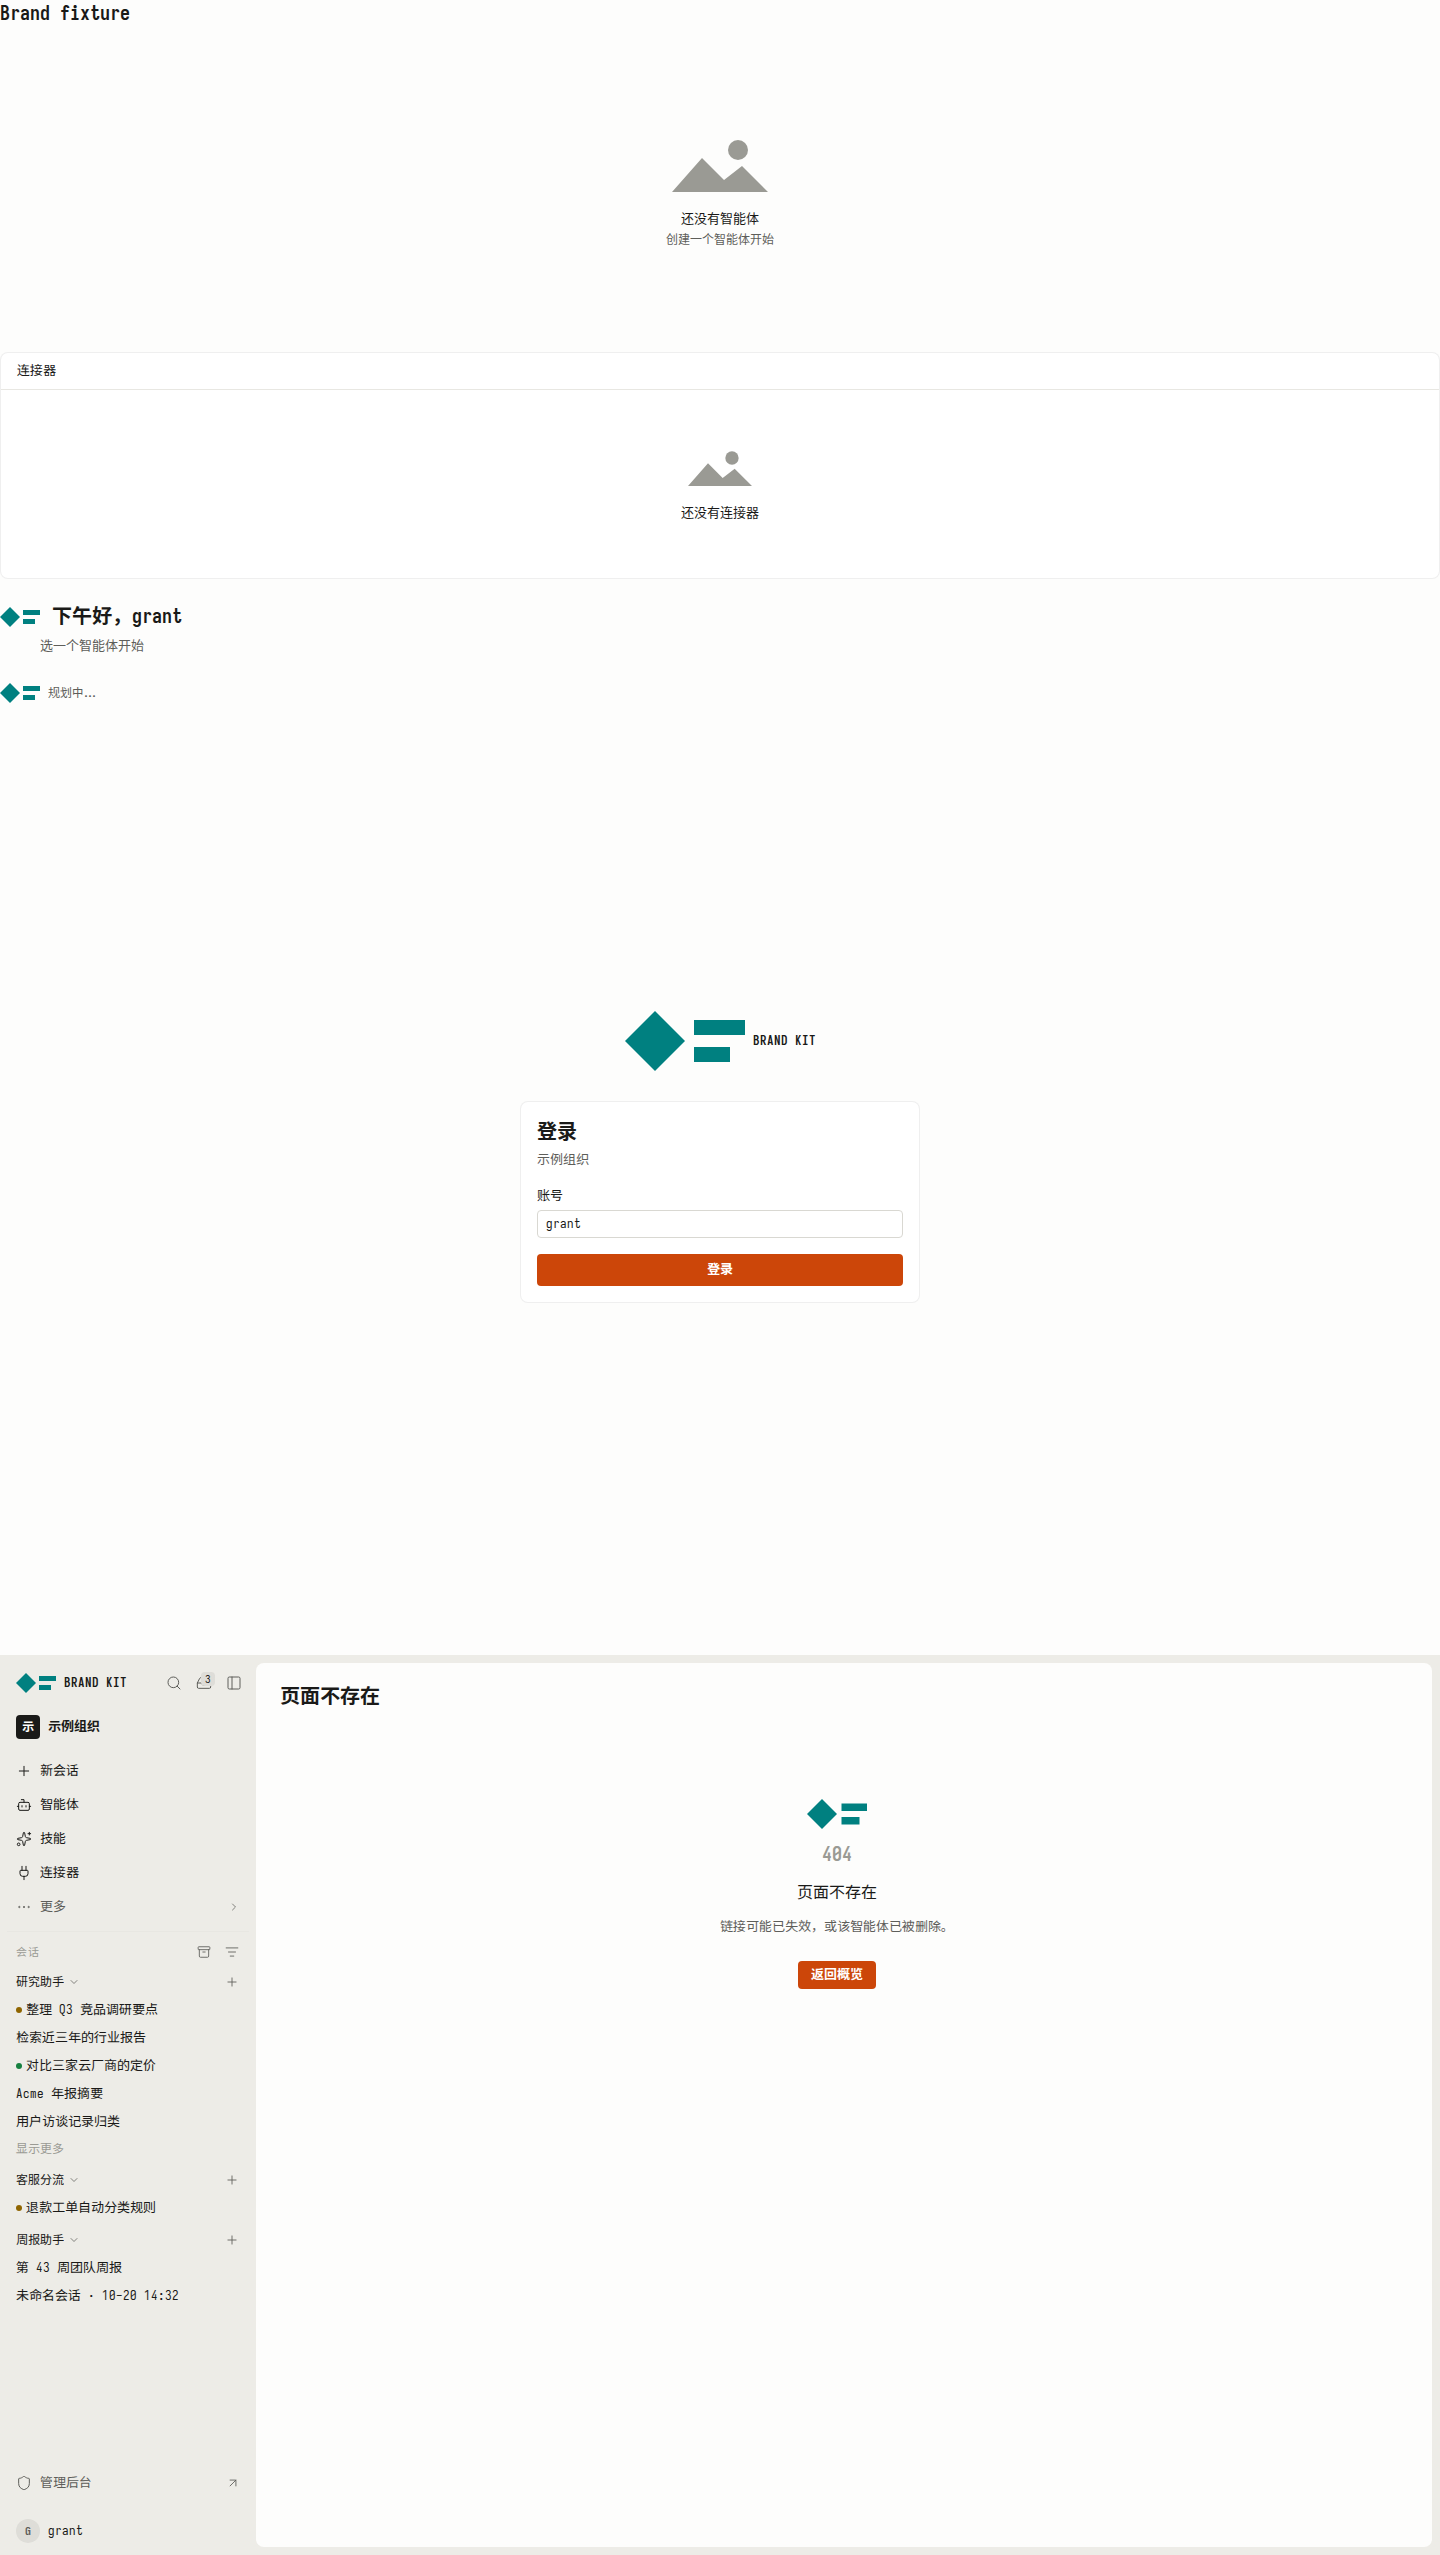 Brand fixture
还没有智能体
创建一个智能体开始
连接器
还没有连接器
下午好，grant
选一个智能体开始
规划中…
BRAND KIT
登录
示例组织
账号
grant
登录
BRAND KIT
3
示 示例组织
新会话
智能体
技能
连接器
更多
会话
研究助手
整理 Q3 竞品调研要点
检索近三年的行业报告
对比三家云厂商的定价
Acme 年报摘要
用户访谈记录归类
显示更多
客服分流
退款工单自动分类规则
周报助手
第 43 周团队周报
未命名会话 · 10-20 14:32
管理后台
G grant
页面不存在
404
页面不存在
链接可能已失效，或该智能体已被删除。
返回概览